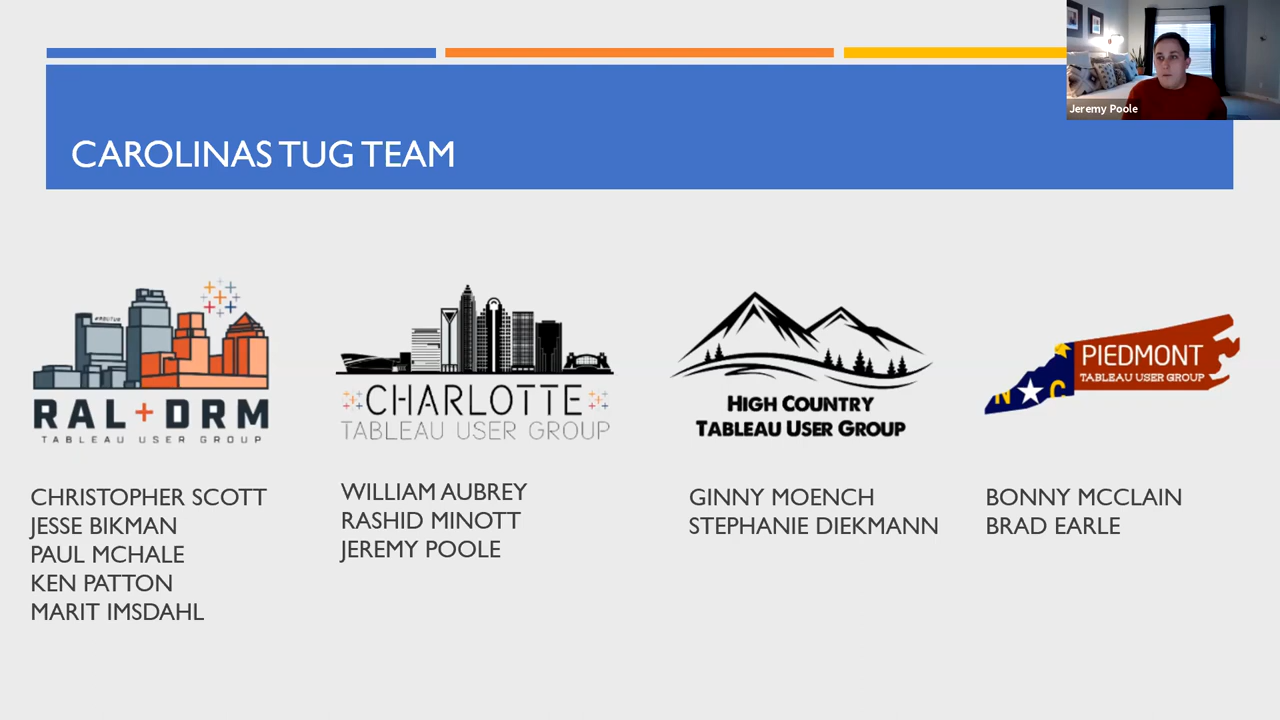 Jeremy Poole
CAROLINAS TUG TEAM
#RDUTUG
RAL+DRM
TABLEAU USER GROUP
CHRISTOPHER SCOTT
JESSE BIKMAN
PAUL MCHALE
KEN PATTON
MARIT IMSDAHL
CHARLOTTE
TABLEAU USER GROUP
WILLIAM AUBREY
RASHID MINOTT
JEREMY POOLE
HIGH COUNTRY
TABLEAU USER GROUP
GINNY MOENCH
STEPHANIE DIEKMANN
N C
PIEDMONT
TABLEAU USER GROUP
BONNY MCCLAIN
BRAD EARLE